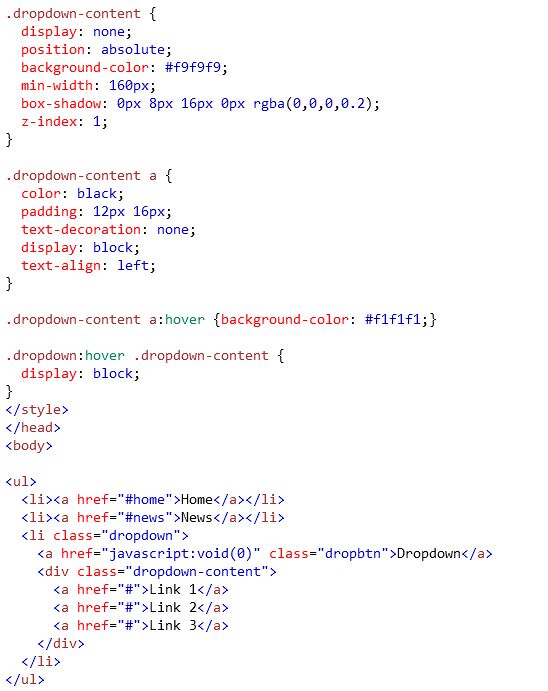 .dropdown-content {
  display: none;
  position: absolute;
  background-color: #f9f9f9;
  min-width: 160px;
  box-shadow: 0px 8px 16px 0px rgba(0,0,0,0.2);
  z-index: 1;
}

.dropdown-content a {
  color: black;
  padding: 12px 16px;
  text-decoration: none;
  display: block;
  text-align: left;
}

.dropdown-content a:hover {background-color: #f1f1f1;}

.dropdown:hover .dropdown-content {
  display: block;
}
</style>
</head>
<body>

<ul>
  <li><a href="#home">Home</a></li>
  <li><a href="#news">News</a></li>
  <li class="dropdown">
    <a href="javascript:void(0)" class="dropbtn">Dropdown</a>
    <div class="dropdown-content">
      <a href="#">Link 1</a>
      <a href="#">Link 2</a>
      <a href="#">Link 3</a>
    </div>
  </li>
</ul>